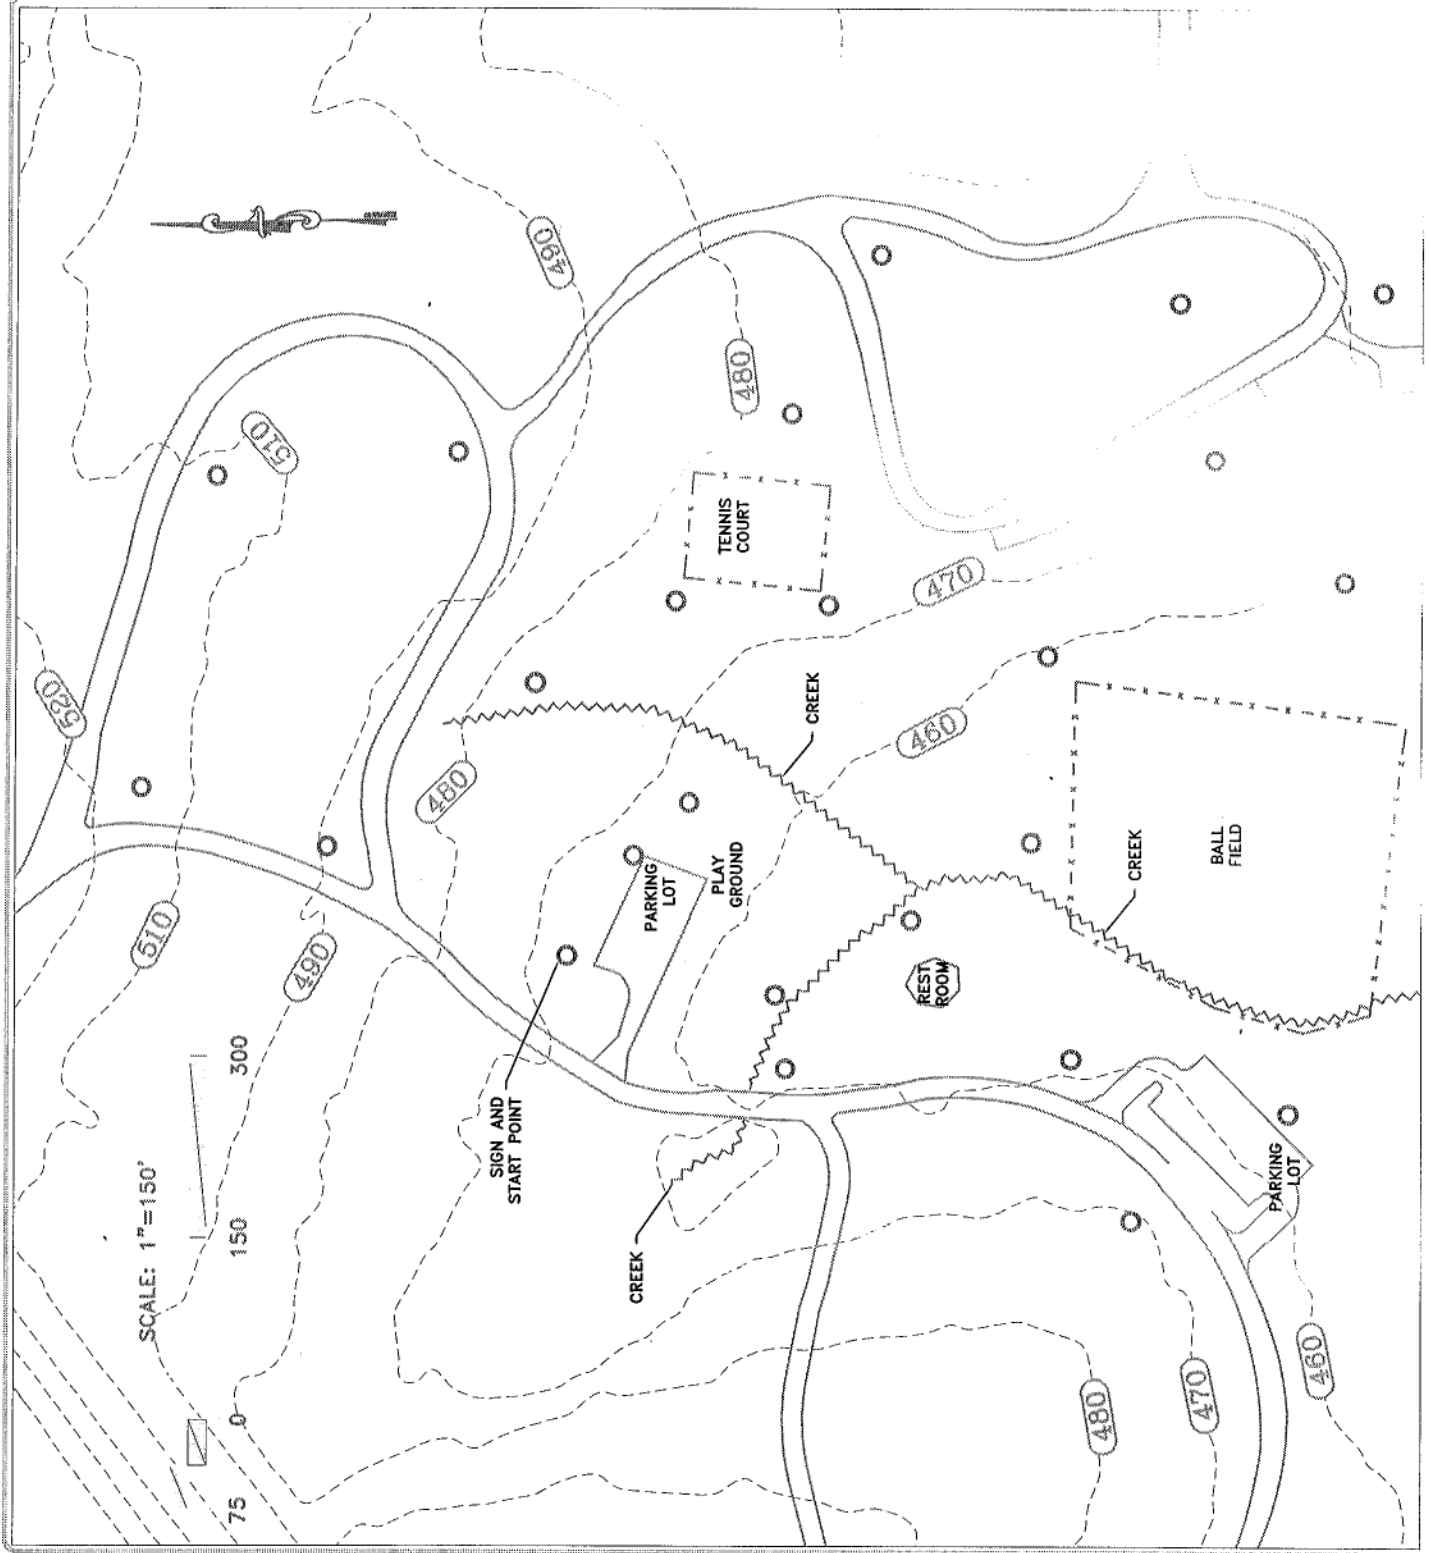 SCALE: 1"=150'
75
0
150
300
520
510
510
490
490
480
480
470
460
480
470
460
SIGN AND
START POINT
PARKING
LOT
PLAY
GROUND
TENNIS
COURT
CREEK
CREEK
CREEK
REST
ROOM
BALL
FIELD
PARKING
LOT